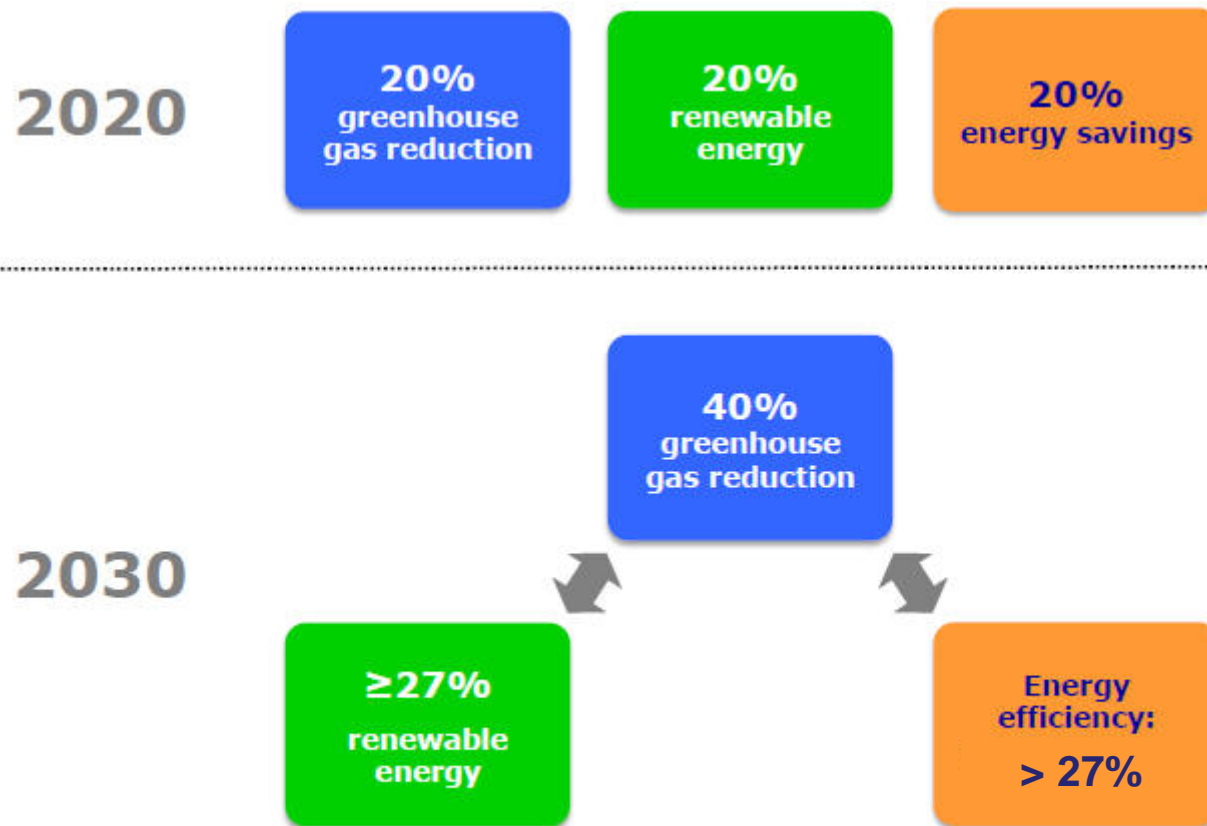 2020
20%
greenhouse
gas reduction
20%
renewable
energy
20%
energy savings
2030
40%
greenhouse
gas reduction
≥27%
renewable
energy
Energy
efficiency:
> 27%